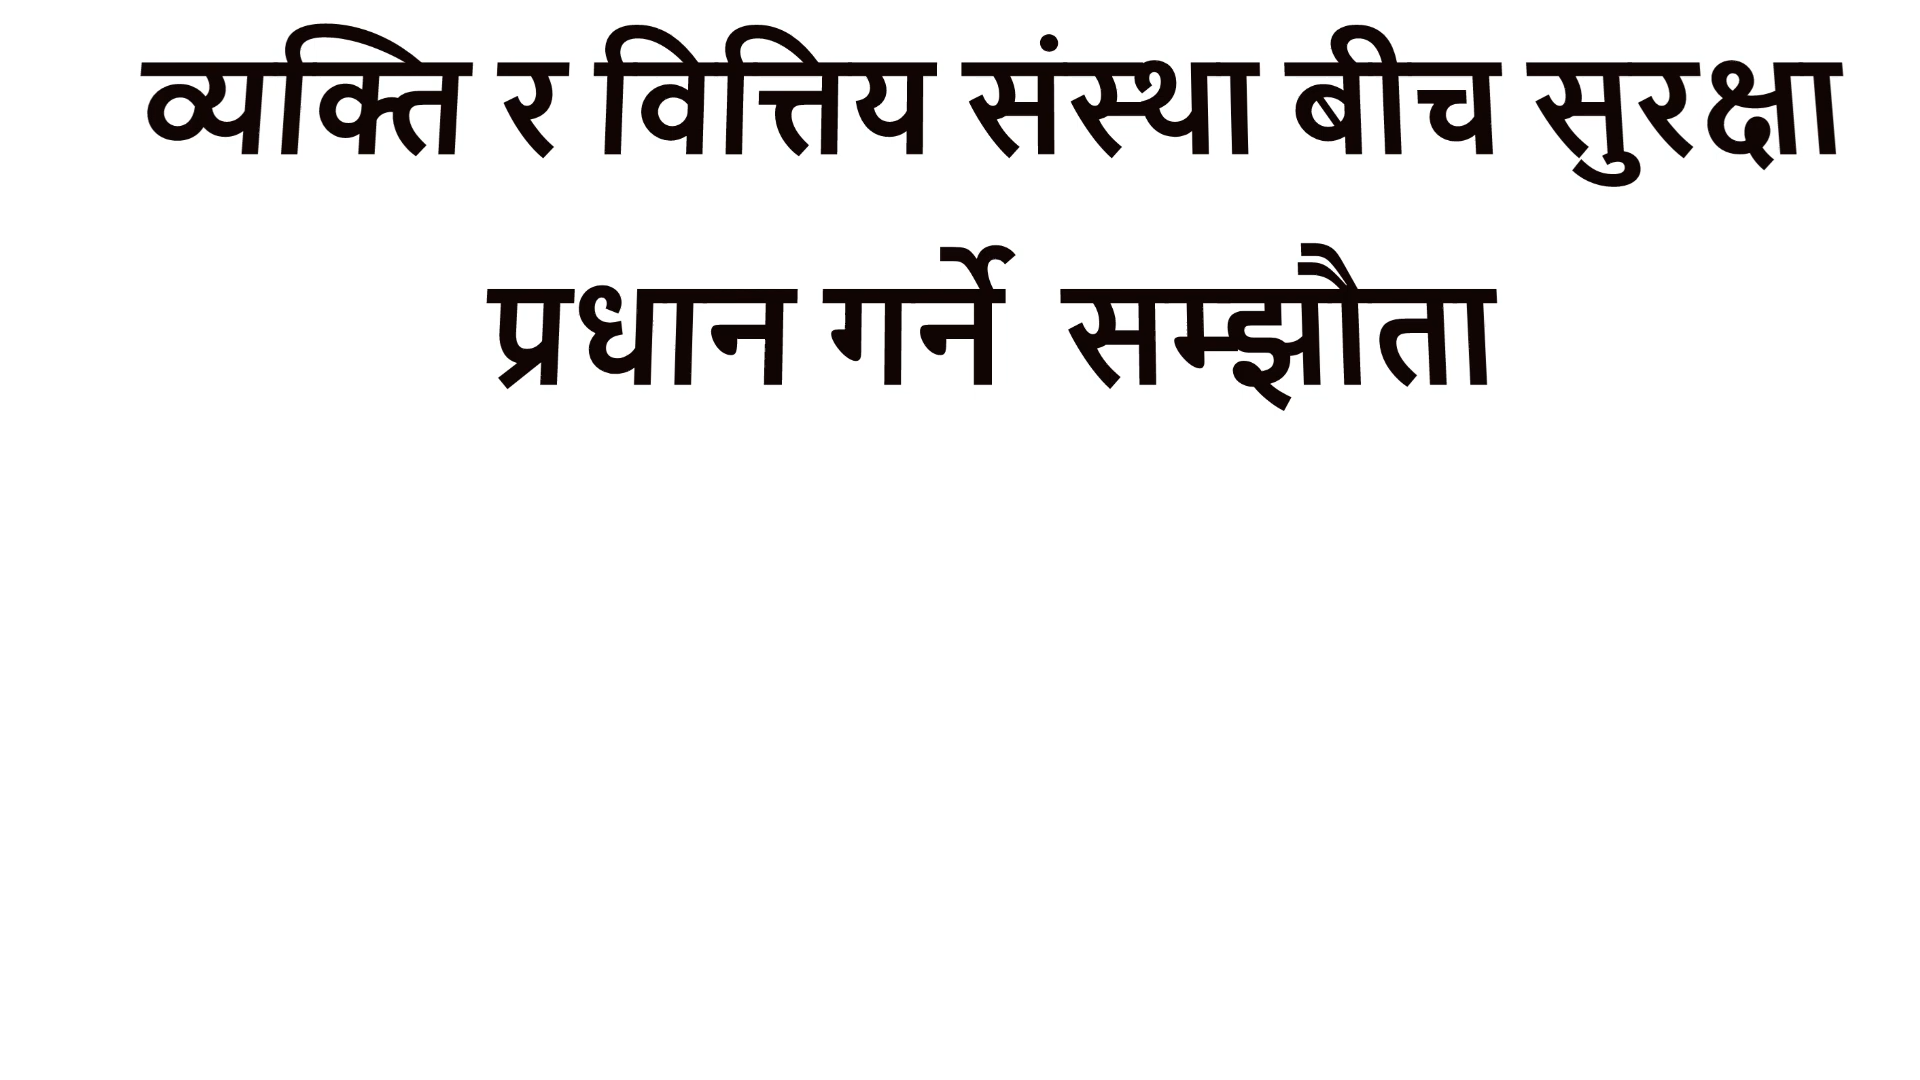 व्यक्ति र वित्तिय संस्था बीच सुरक्षा
प्रधान गर्ने  सम्झौता